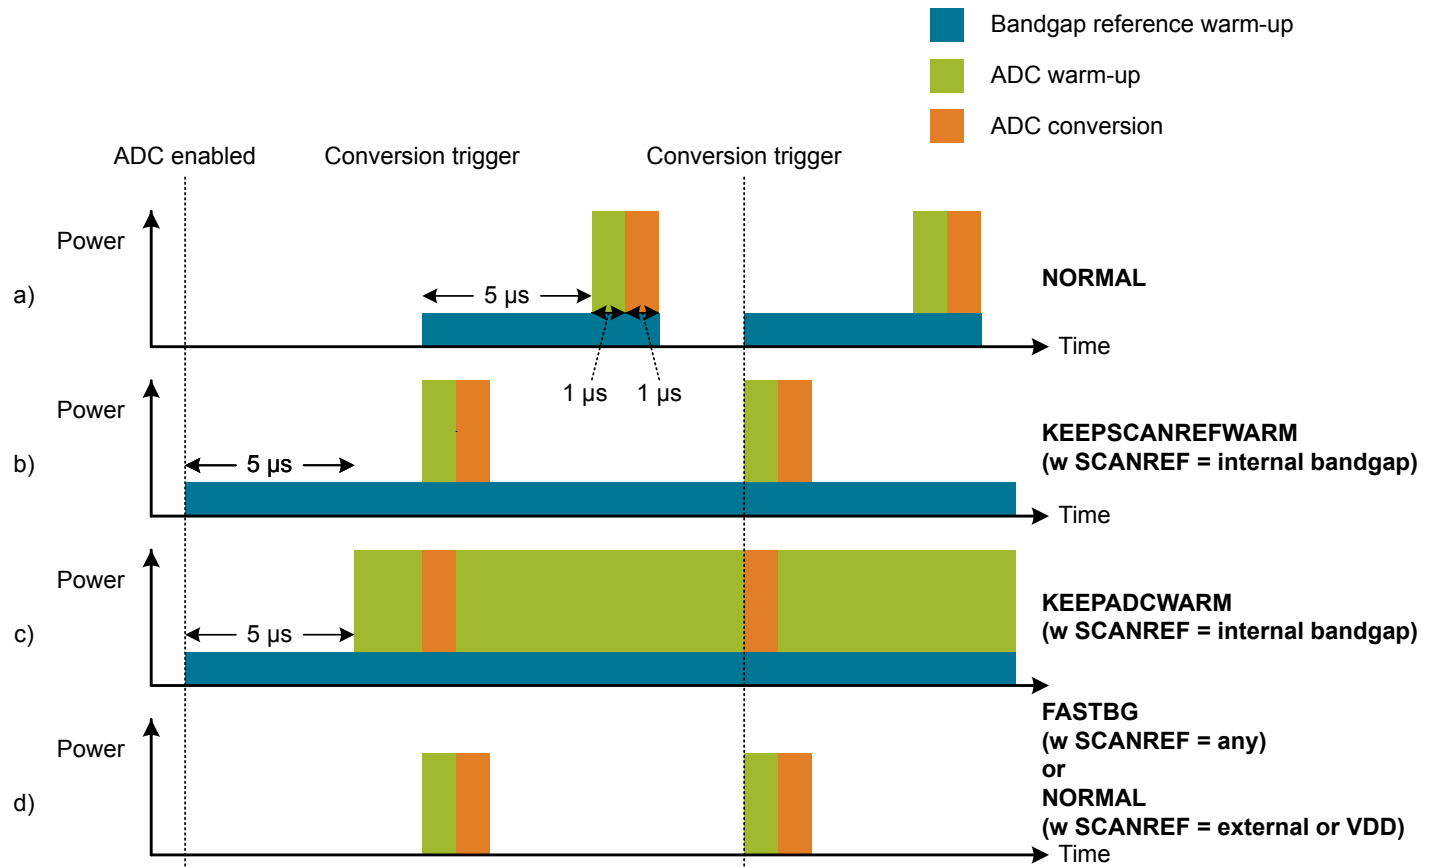 Bandgap reference warm-up
ADC warm-up
ADC conversion
ADC enabled
Conversion trigger
Conversion trigger
Power
a)
5 µs
1 µs
1 µs
NORMAL
Time
Power
b)
5 µs
KEEPSCANREFWARM
(w SCANREF = internal bandgap)
Time
Power
c)
5 µs
KEEPADCWARM
(w SCANREF = internal bandgap)
Power
d)
FASTBG
(w SCANREF = any)
or
NORMAL
(w SCANREF = external or VDD)
Time